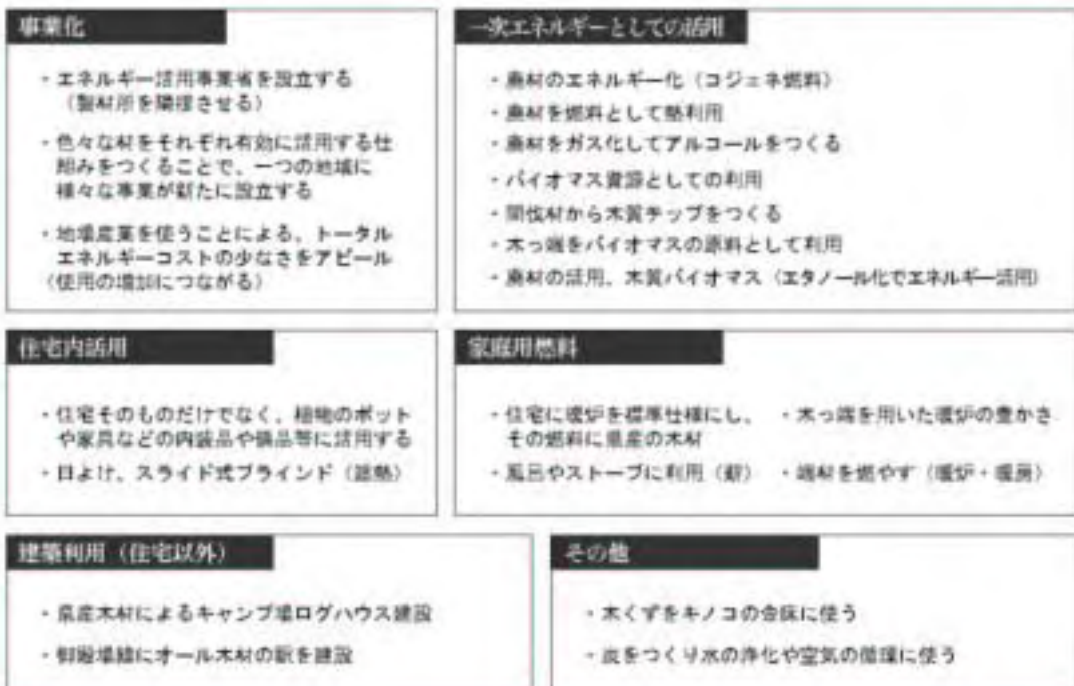 事業化
・エネルギー活用事業省を設立する
（製材所を隣接させる）
・色々な材をそれぞれ有効に活用する仕
組みをつくることで、一つの地域に
様々な事業が新たに設立する
・地場産業を使うことによる、トータル
エネルギーコストの少なさをアピール
（使用の増加につながる）
一次エネルギーとしての活用
・廃材のエネルギー化（コジェネ燃料）
・廃材を燃料として熱利用
・廃材をガス化してアルコールをつくる
・バイオマス資源としての利用
・間伐材から木質チップをつくる
・木っ端をバイオマスの原料として利用
・廃材の活用、木質バイオマス（エタノール化でエネルギー活用）
住宅内活用
・住宅そのものだけでなく、植物のポット
や家具などの内装品や備品等に活用する
・日よけ、スライド式ブラインド（遮熱）
家庭用燃料
・住宅に暖炉を標準仕様にし、
その燃料に県産の木材
・風呂やストーブに利用（薪）
・木っ端を用いた暖炉の豊かさ
・端材を燃やす（暖炉・暖房）
建築利用（住宅以外）
・県産木材によるキャンプ場ログハウス建設
・御殿場線にオール木材の駅を建設
その他
・木くずをキノコの菌床に使う
・炭をつくり水の浄化や空気の循環に使う